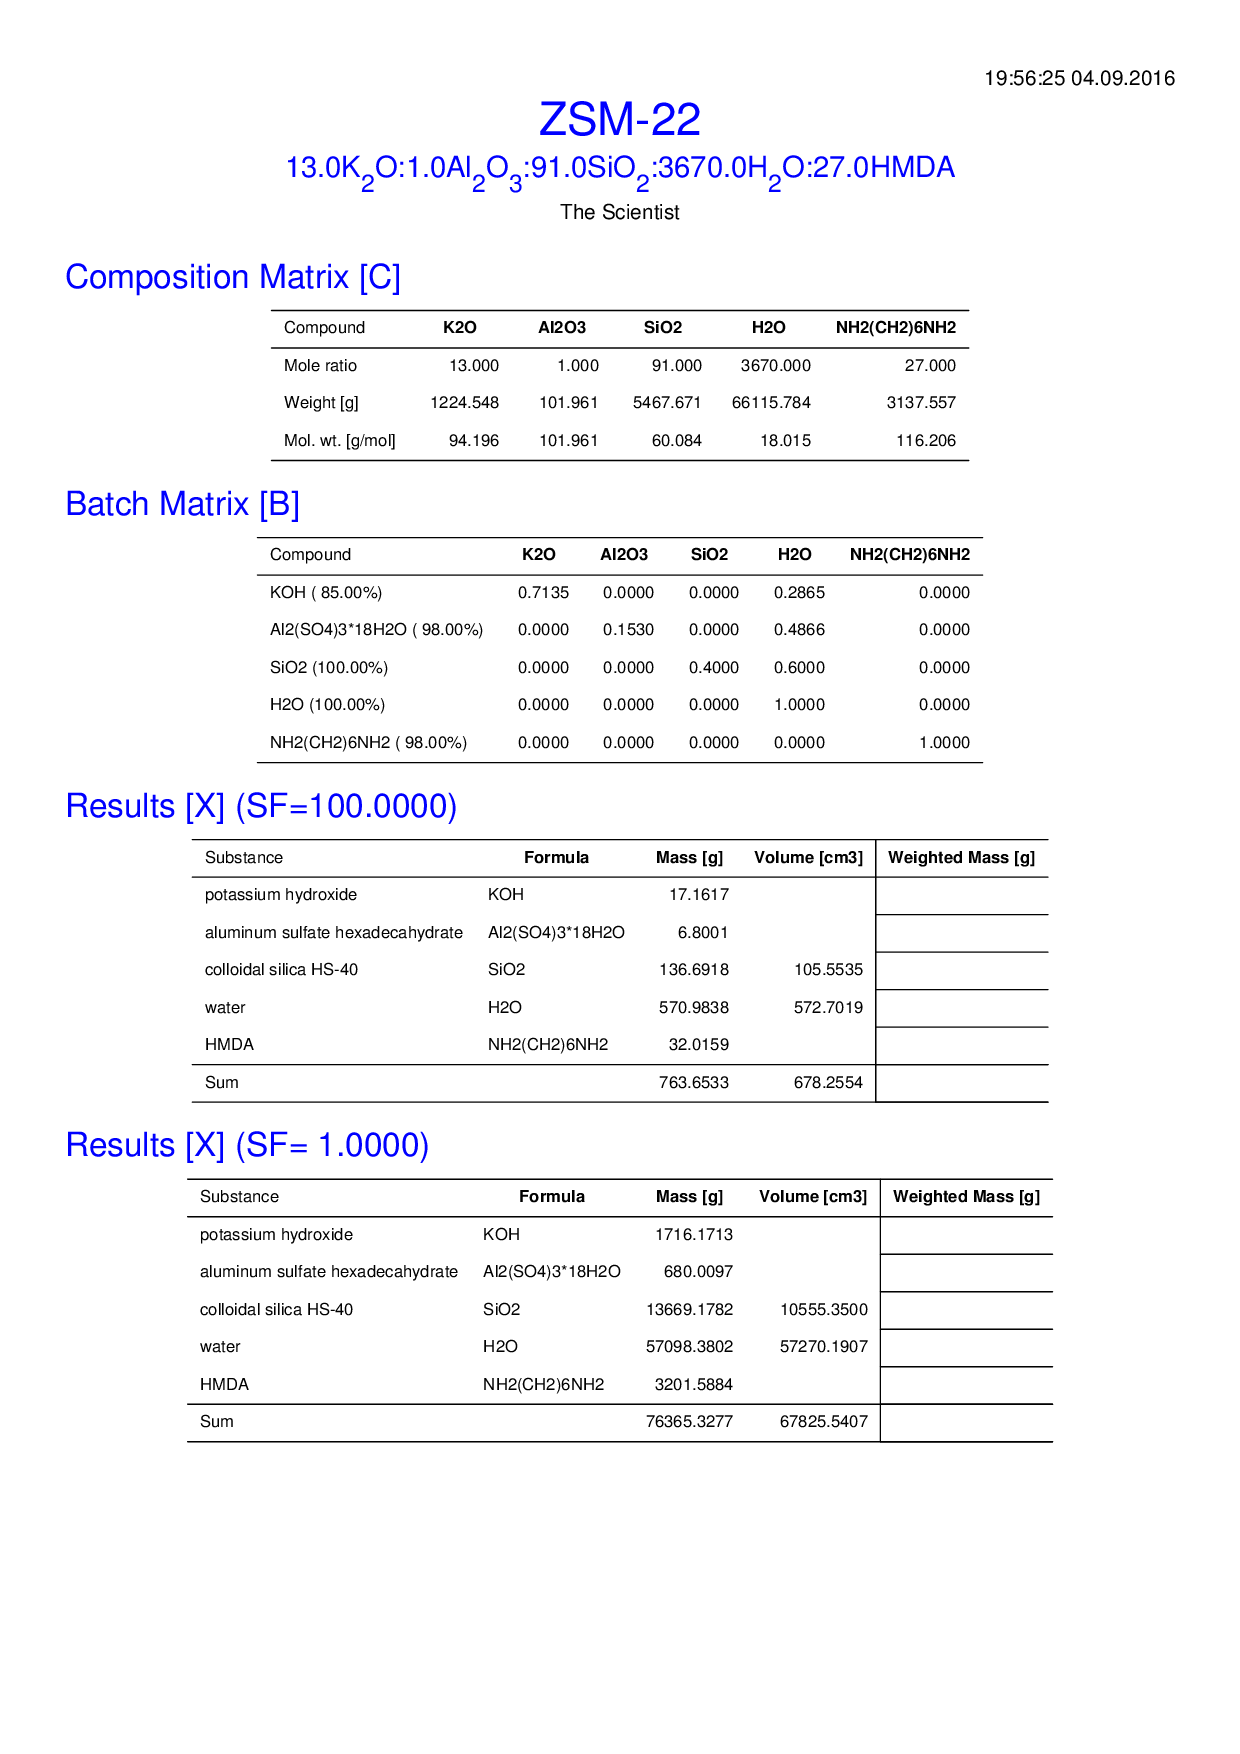 19:56:25 04.09.2016
ZSM-22
13.0K2O:1.0Al2O3:91.0SiO2:3670.0H2O:27.0HMDA
The Scientist
Composition Matrix [C]
Compound K2O Al2O3 SiO2 H2O NH2(CH2)6NH2
Mole ratio 13.000 1.000 91.000 3670.000 27.000
Weight [g] 1224.548 101.961 5467.671 66115.784 3137.557
Mol. wt. [g/mol] 94.196 101.961 60.084 18.015 116.206
Batch Matrix [B]
Compound K2O Al2O3 SiO2 H2O NH2(CH2)6NH2
KOH ( 85.00%) 0.7135 0.0000 0.0000 0.2865 0.0000
Al2(SO4)3*18H2O ( 98.00%) 0.0000 0.1530 0.0000 0.4866 0.0000
SiO2 (100.00%) 0.0000 0.0000 0.4000 0.6000 0.0000
H2O (100.00%) 0.0000 0.0000 0.0000 1.0000 0.0000
NH2(CH2)6NH2 ( 98.00%) 0.0000 0.0000 0.0000 0.0000 1.0000
Results [X] (SF=100.0000)
Substance Formula Mass [g] Volume [cm3] Weighted Mass [g]
potassium hydroxide KOH 17.1617
aluminum sulfate hexadecahydrate Al2(SO4)3*18H2O 6.8001
colloidal silica HS-40 SiO2 136.6918 105.5535
water H2O 570.9838 572.7019
HMDA NH2(CH2)6NH2 32.0159
Sum 763.6533 678.2554
Results [X] (SF= 1.0000)
Substance Formula Mass [g] Volume [cm3] Weighted Mass [g]
potassium hydroxide KOH 1716.1713
aluminum sulfate hexadecahydrate Al2(SO4)3*18H2O 680.0097
colloidal silica HS-40 SiO2 13669.1782 10555.3500
water H2O 57098.3802 57270.1907
HMDA NH2(CH2)6NH2 3201.5884
Sum 76365.3277 67825.5407